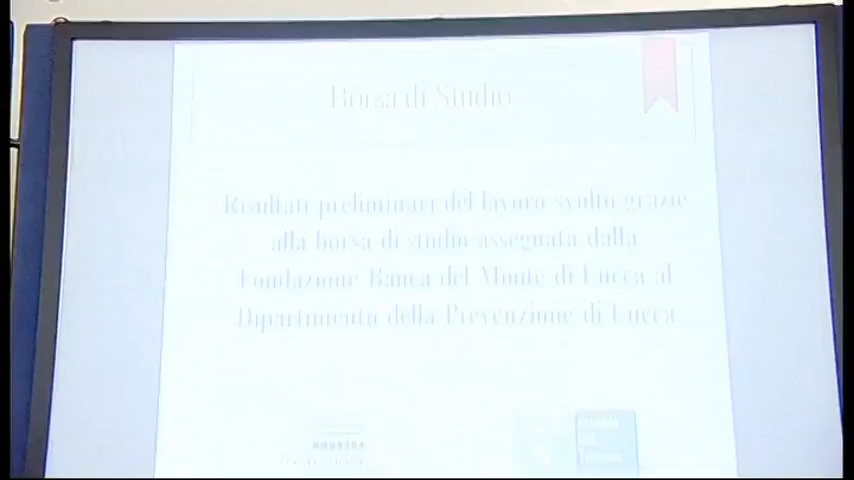 Borsa di Studio
Risultati preliminari del lavoro svolto grazie
alla borsa di studio assegnata dalla
Fondazione Banca del Monte di Lucca al
Dipartimento della Prevenzione di Lucca